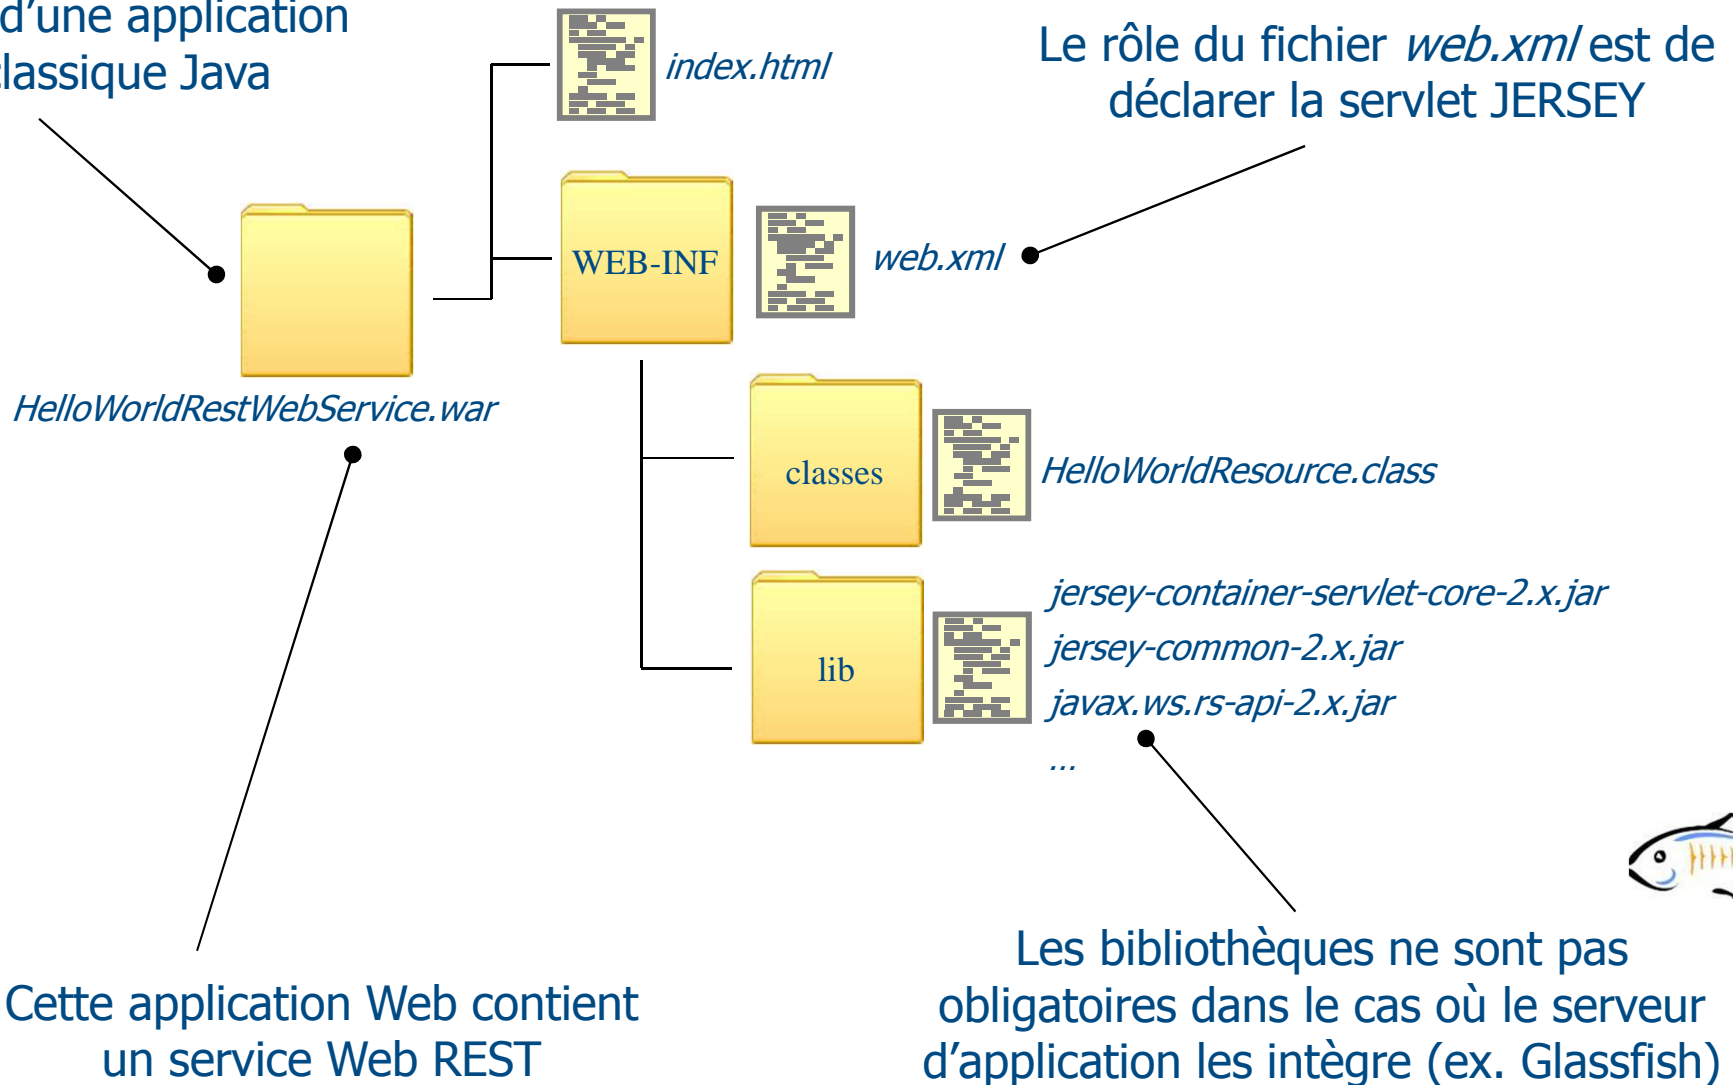 d’une application
classique Java
index.html
Le rôle du fichier web.xml est de
déclarer la servlet JERSEY
WEB-INF
web.xml
HelloWorldRestWebService.war
classes
HelloWorldResource.class
lib
jersey-container-servlet-core-2.x.jar
jersey-common-2.x.jar
javax.ws.rs-api-2.x.jar
…
Cette application Web contient
un service Web REST
Les bibliothèques ne sont pas
obligatoires dans le cas où le serveur
d’application les intègre (ex. Glassfish)